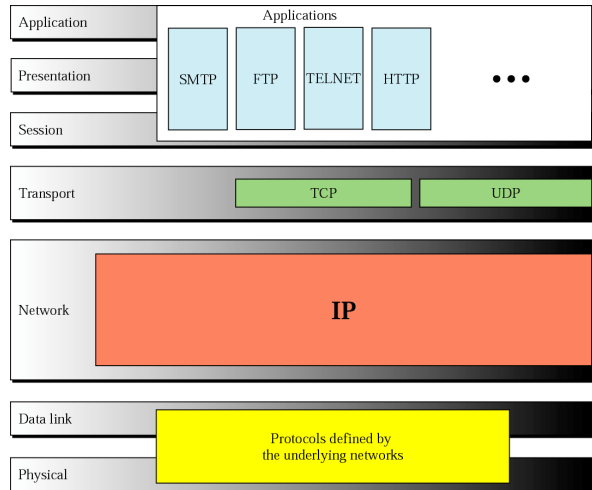 Application
Applications
Presentation
SMTP
FTP
TELNET
HTTP
•••
Session
Transport
TCP
UDP
Network
IP
Data link
Protocols defined by
the underlying networks
Physical